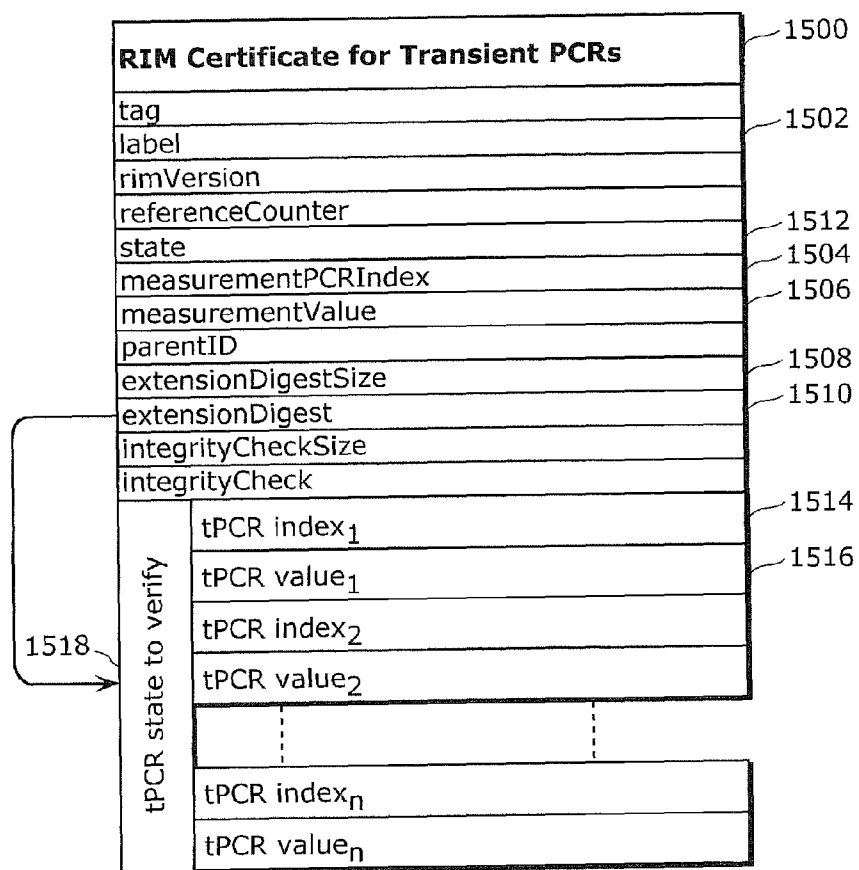 RIM Certificate for Transient PCRs
1500
tag
1502
label
rimVersion
referenceCounter
1512
state
1504
measurementPCRIndex
1506
measurementValue
parentID
1508
extensionDigestSize
1510
extensionDigest
integrityCheckSize
integrityCheck
1514
tPCR index1
1516
tPCR value1
tPCR index2
1518
tPCR state to verify
tPCR value2
tPCR indexn
tPCR valuen